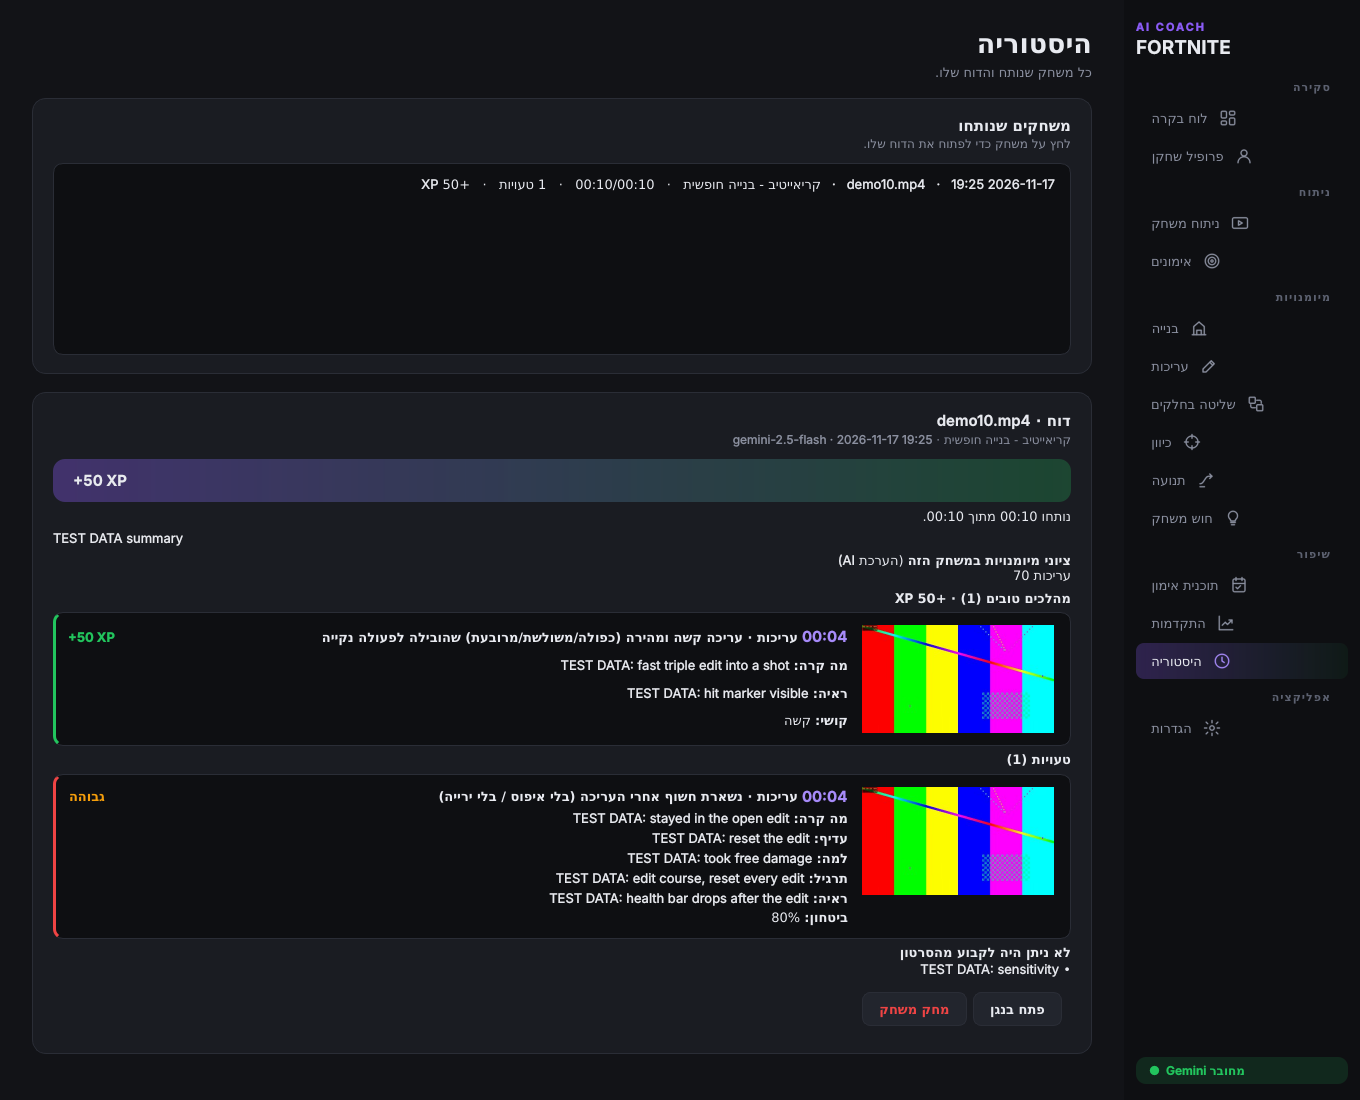 AI COACH
FORTNITE
סקירה
לוח בקרה
פרופיל שחקן
ניתוח
ניתוח משחק
אימונים
מיומנויות
בנייה
עריכות
שליטה בחלקים
כיוון
תנועה
חוש משחק
שיפור
תוכנית אימון
התקדמות
היסטוריה
אפליקציה
הגדרות
מחובר Gemini
היסטוריה
כל משחק שנותח והדוח שלו.
משחקים שנותחו
לחץ על משחק כדי לפתוח את הדוח שלו.
2026-11-17 19:25 · demo10.mp4 · קריאייטיב - בנייה חופשית · 00:10/00:10 · 1 טעויות · +50 XP
דוח · demo10.mp4
קריאייטיב - בנייה חופשית · 2026-11-17 19:25 · gemini-2.5-flash
+50 XP
נותחו 00:10 מתוך 00:10.
TEST DATA summary
ציוני מיומנויות במשחק הזה (הערכת AI)
עריכות 70
מהלכים טובים (1) · +50 XP
00:04 עריכות · עריכה קשה ומהירה (כפולה/משולשת/מרובעת) שהובילה לפעולה נקייה
+50 XP
מה קרה: TEST DATA: fast triple edit into a shot
ראיה: TEST DATA: hit marker visible
קושי: קשה
טעויות (1)
00:04 עריכות · נשארת חשוף אחרי העריכה (בלי איפוס / בלי ירייה)
גבוהה
מה קרה: TEST DATA: stayed in the open edit
עדיף: TEST DATA: reset the edit
למה: TEST DATA: took free damage
תרגיל: TEST DATA: edit course, reset every edit
ראיה: TEST DATA: health bar drops after the edit
ביטחון: 80%
לא ניתן היה לקבוע מהסרטון
• TEST DATA: sensitivity
פתח בנגן
מחק משחק